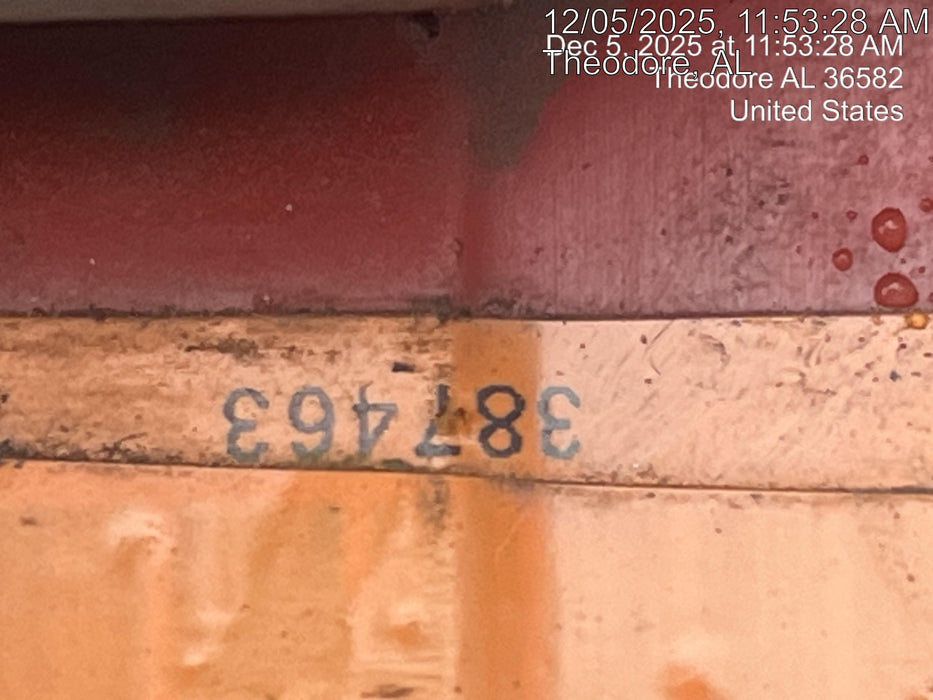 12/05/2025, 11:53:28 AM
Dec 5, 2025 at 11:53:28 AM
Theodore, AL
Theodore AL 36582
United States
387463